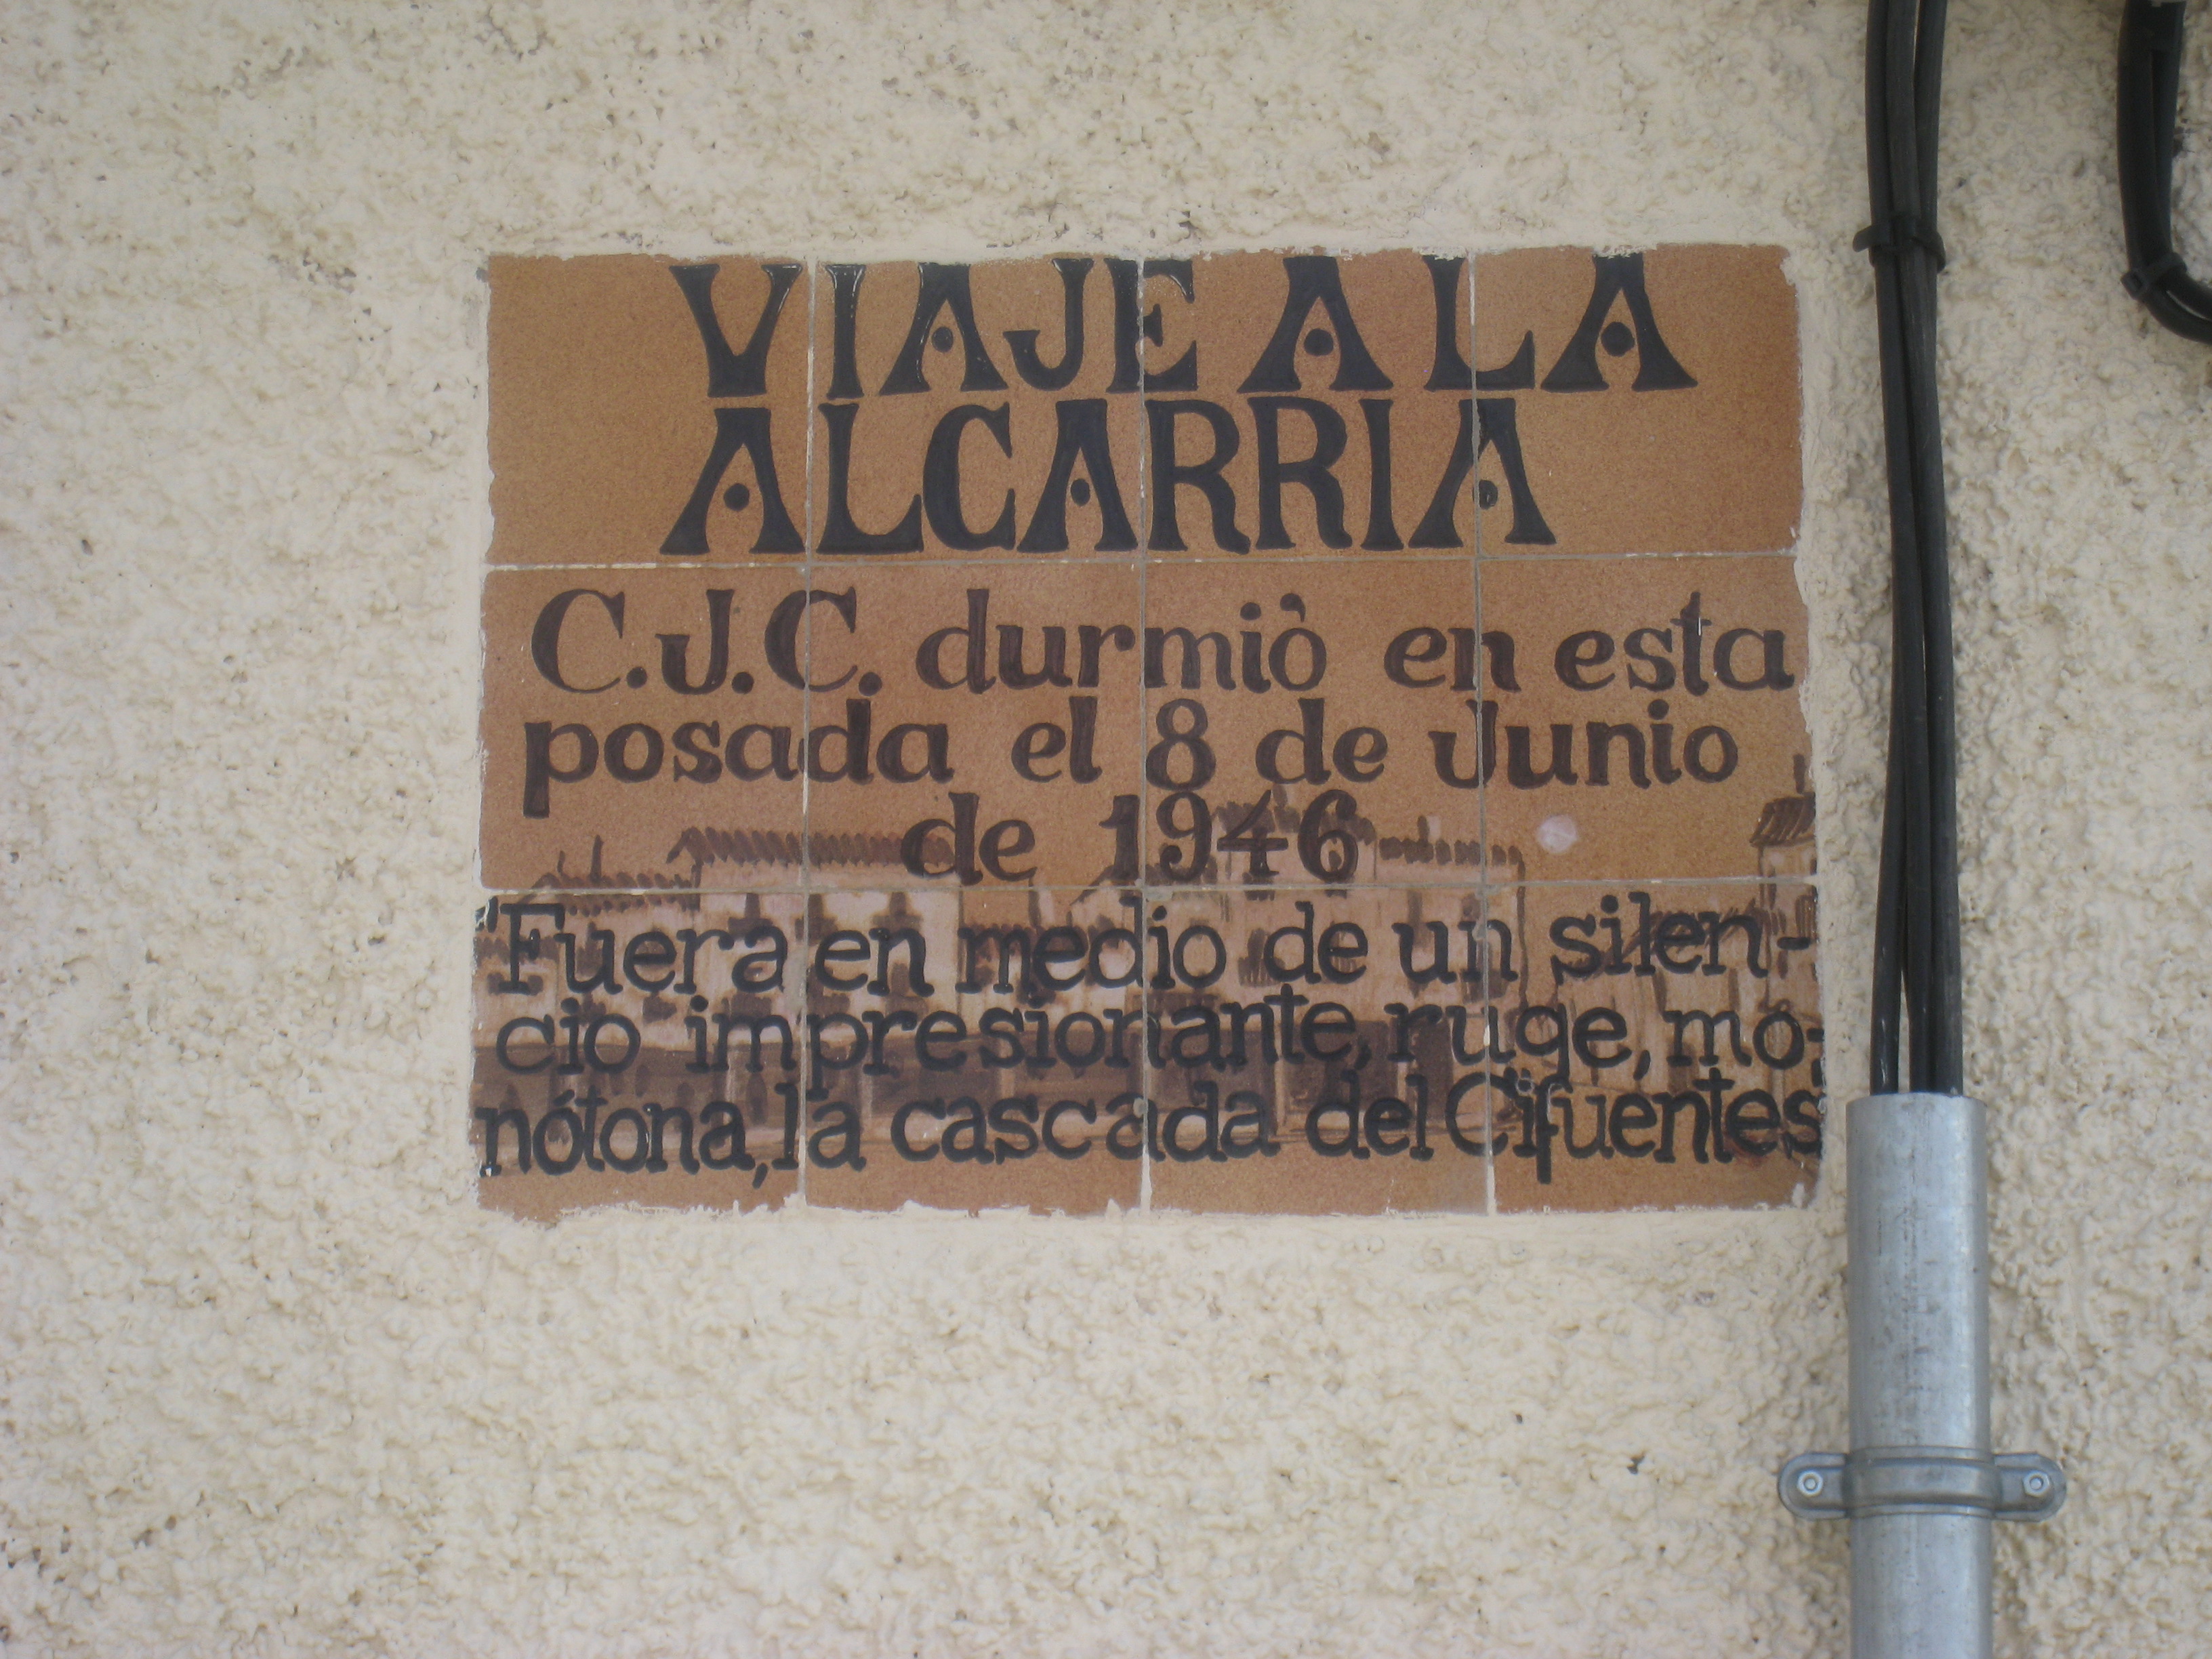 VIAJE A LA
ALCARRIA
C.J.C. durmió en esta
posada el 8 de Junio
de 1946
"Fuera en medio de un silen-
cio impresionante, ruge, mo-
nótona, la cascada del Cifuentes